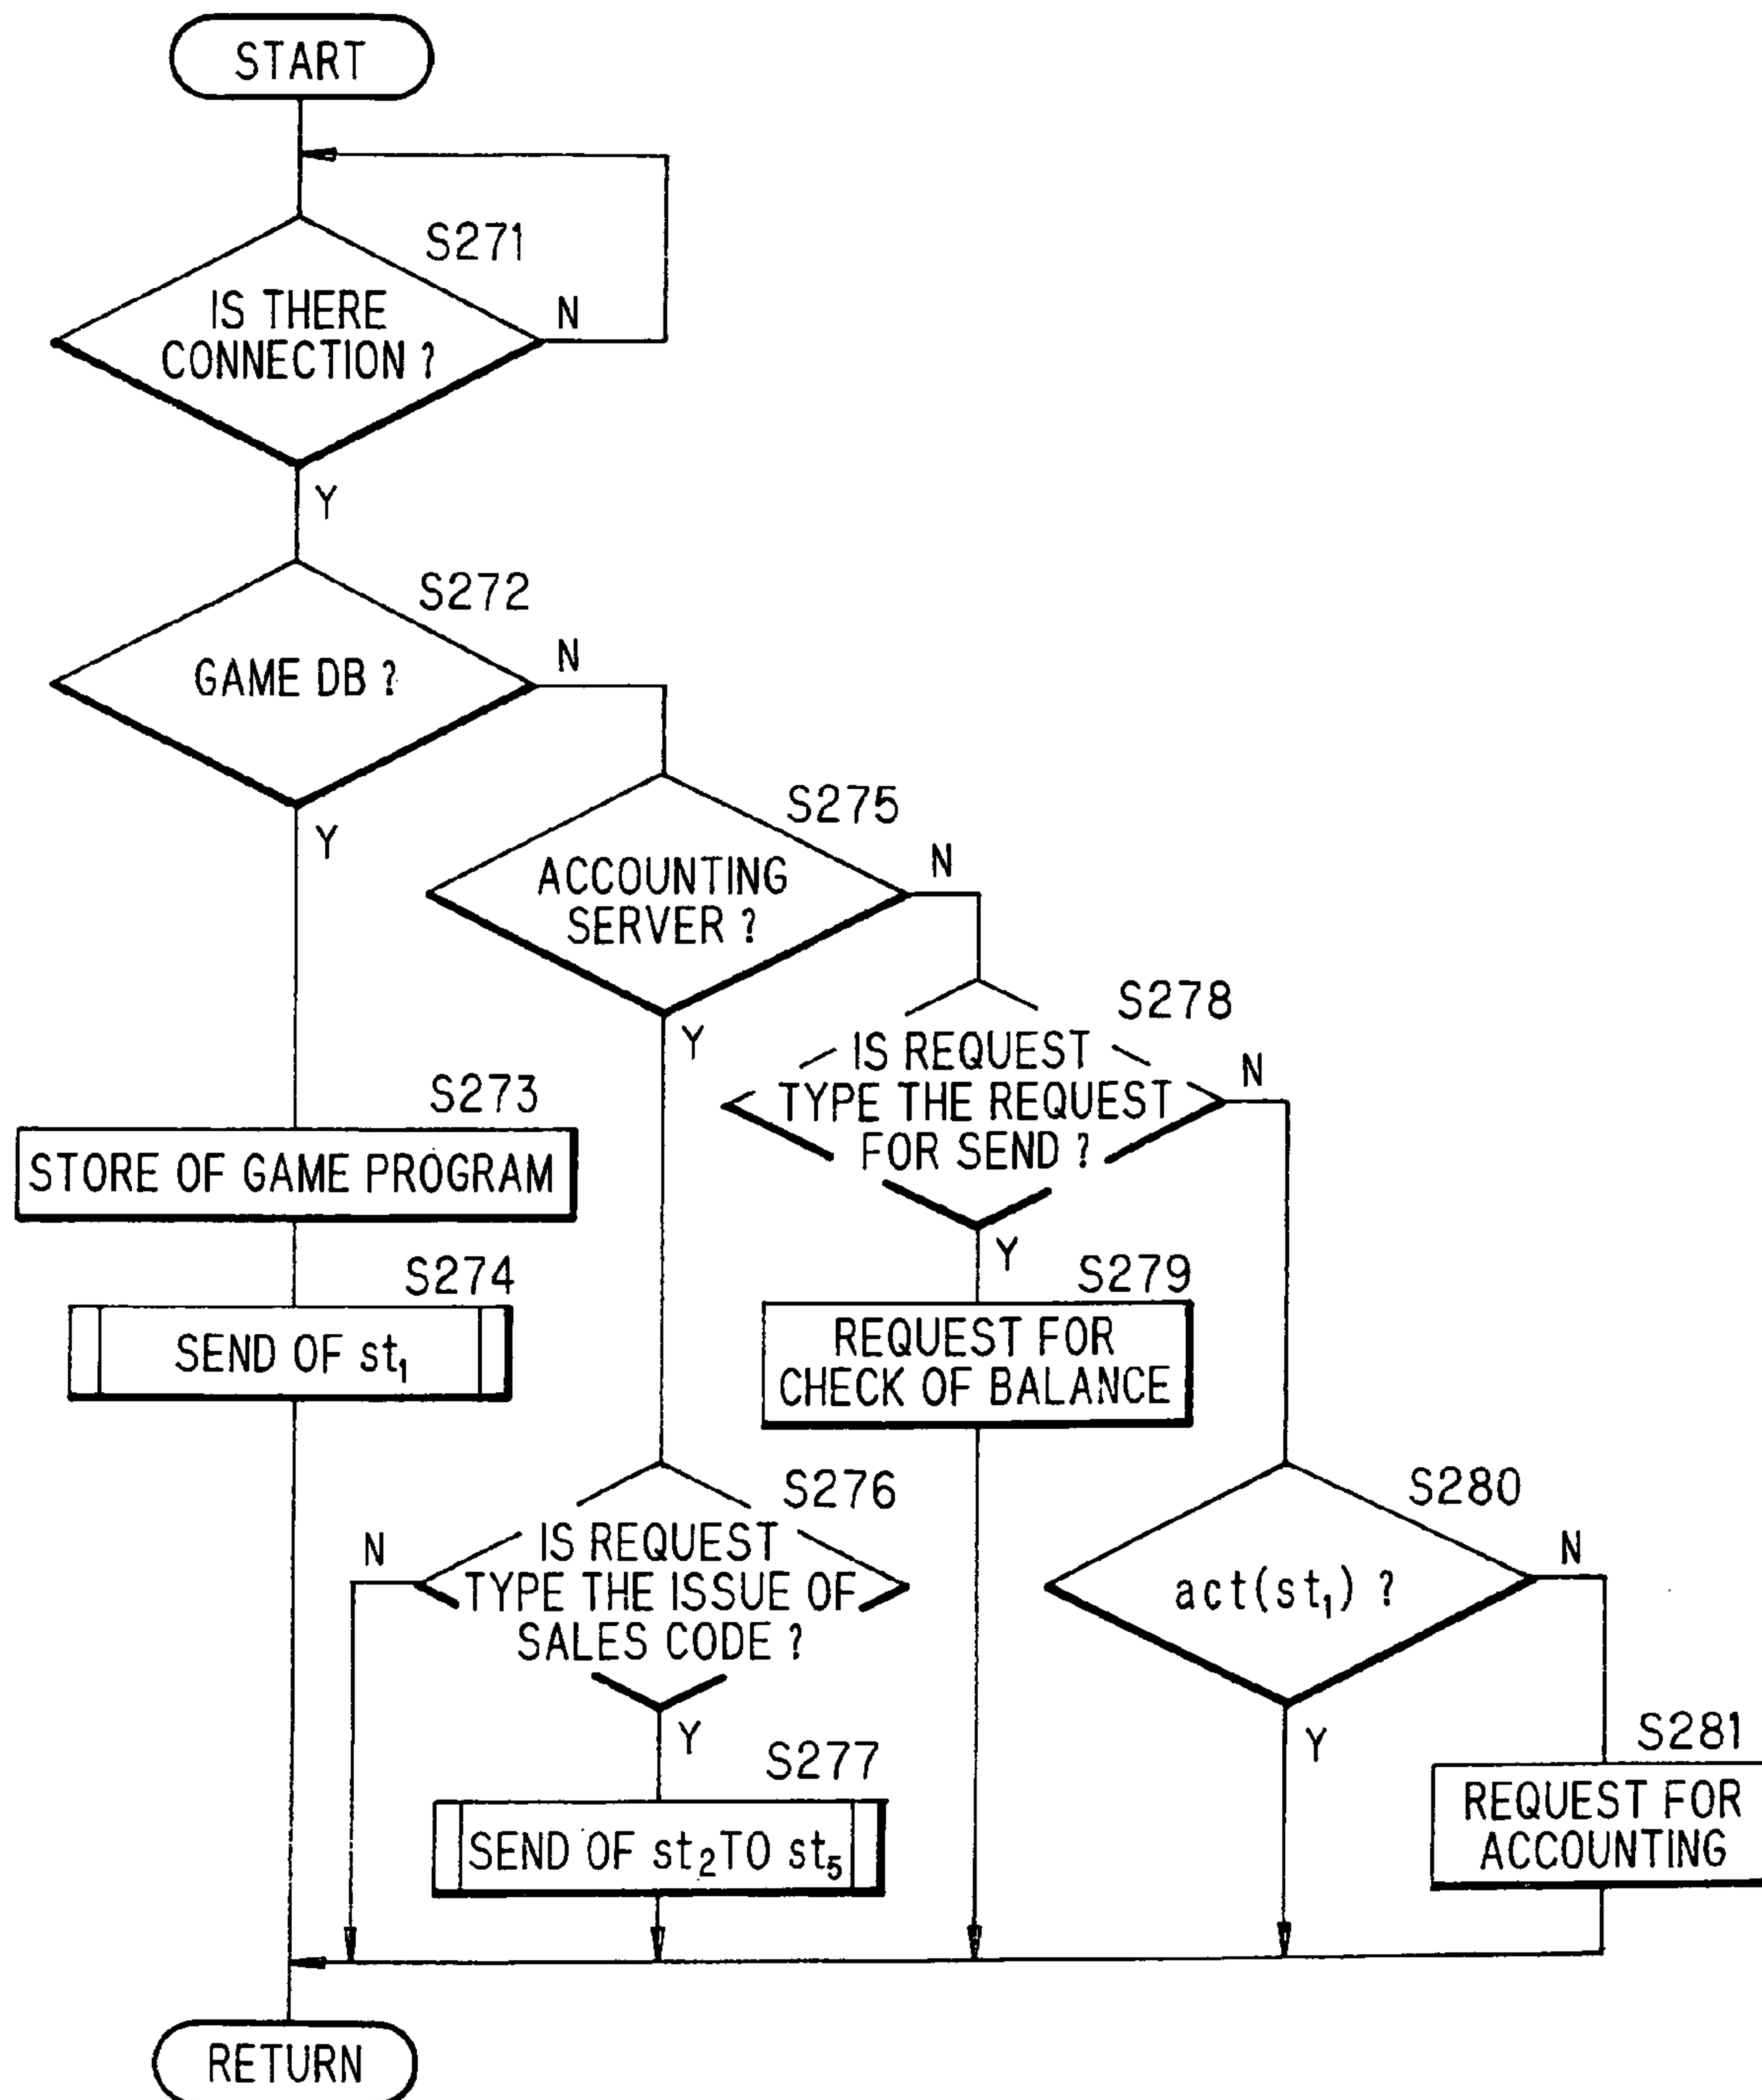 START
S271
IS THERE
CONNECTION ?
N
Y
S272
GAME DB ?
N
Y
S275
ACCOUNTING
SERVER ?
N
Y
S278
IS REQUEST
TYPE THE REQUEST
FOR SEND ?
N
Y
S273
STORE OF GAME PROGRAM
S274
SEND OF st₁
S279
REQUEST FOR
CHECK OF BALANCE
S276
IS REQUEST
TYPE THE ISSUE OF
SALES CODE ?
N
Y
S277
SEND OF st₂ TO st₅
S280
act(st₁) ?
N
Y
S281
REQUEST FOR
ACCOUNTING
RETURN